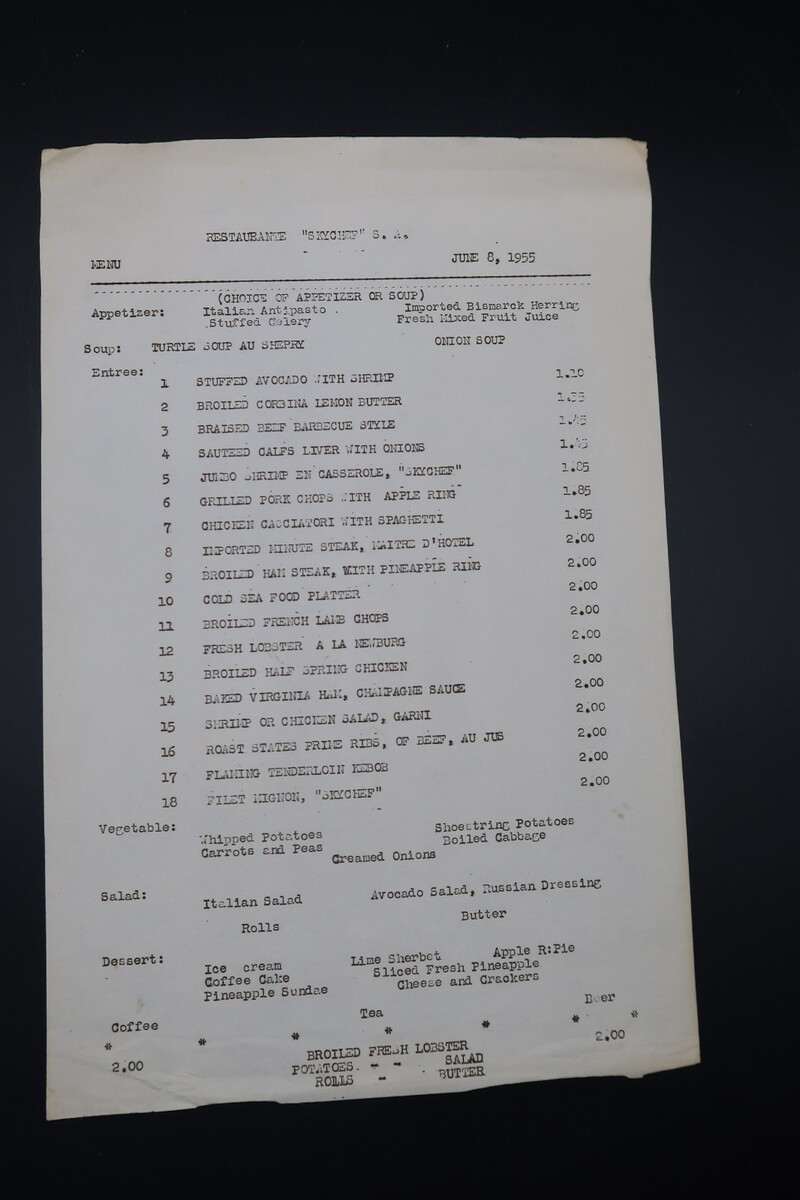 RESTAURANTE "SKYCHEF" S. A.
MENU JUNE 8, 1955
(CHOICE OF APPETIZER OR SOUP)
Appetizer: Italian Antipasto . Imported Bismarck Herring
.Stuffed Celery Fresh Mixed Fruit Juice
Soup: TURTLE SOUP AU SHERRY ONION SOUP
Entree:
1 STUFFED AVOCADO WITH SHRIMP 1.10
2 BROILED CORBINA LEMON BUTTER
3 BRAISED BEEF BARBECUE STYLE
4 SAUTEED CALFS LIVER WITH ONIONS
5 JUMBO SHRIMP EN CASSEROLE, "SKYCHEF" 1.85
6 GRILLED PORK CHOPS WITH APPLE RING 1.85
7 CHICKEN CACCIATORI WITH SPAGHETTI 1.85
8 IMPORTED MINUTE STEAK, MAITRE D'HOTEL 2.00
9 BROILED HAM STEAK, WITH PINEAPPLE RING 2.00
10 COLD SEA FOOD PLATTER 2.00
11 BROILED FRENCH LAMB CHOPS 2.00
12 FRESH LOBSTER A LA NEWBURG 2.00
13 BROILED HALF SPRING CHICKEN 2.00
14 BAKED VIRGINIA HAM, CHAMPAGNE SAUCE 2.00
15 SHRIMP OR CHICKEN SALAD, GARNI 2.00
16 ROAST STATES PRIME RIBS, OF BEEF, AU JUS 2.00
17 FLAMING TENDERLOIN KEBOB 2.00
18 FILET MIGNON, "SKYCHEF" 2.00
Vegetable: Whipped Potatoes Shoestring Potatoes
Carrots and Peas Boiled Cabbage
Creamed Onions
Salad: Italian Salad Avocado Salad, Russian Dressing
Rolls Butter
Dessert: Ice cream Lime Sherbet Apple R:Pie
Coffee Cake Sliced Fresh Pineapple
Pineapple Sundae Cheese and Crackers
Coffee Tea Beer
* * * * * * *
2.00 BROILED FRESH LOBSTER 2.00
POTATOES. - - . SALAD
ROLLS - BUTTER